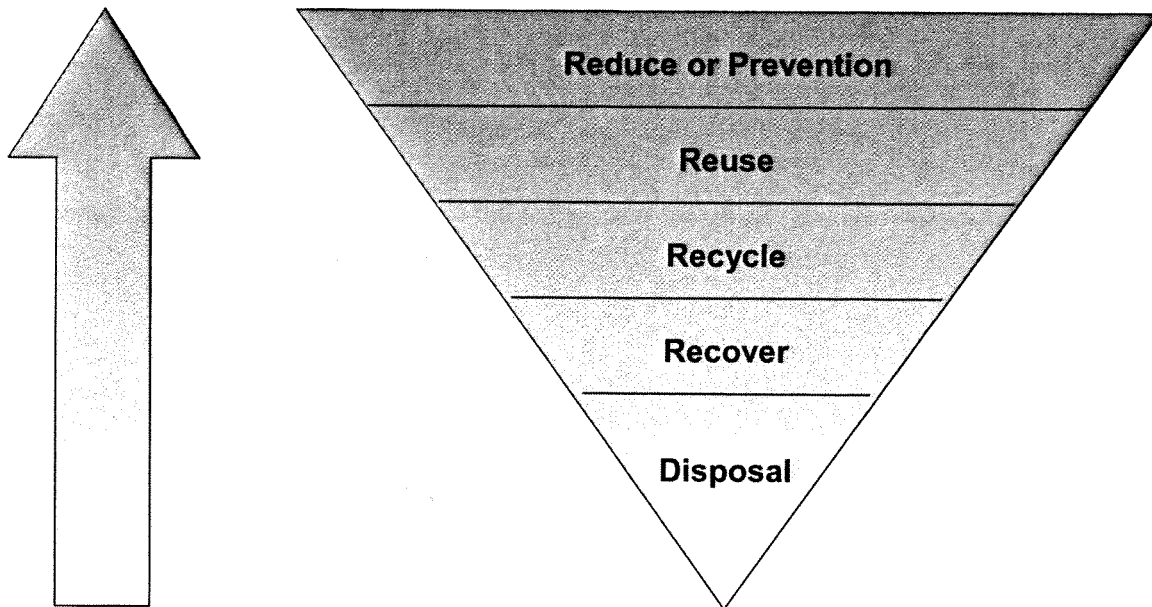 Reduce or Prevention
Reuse
Recycle
Recover
Disposal